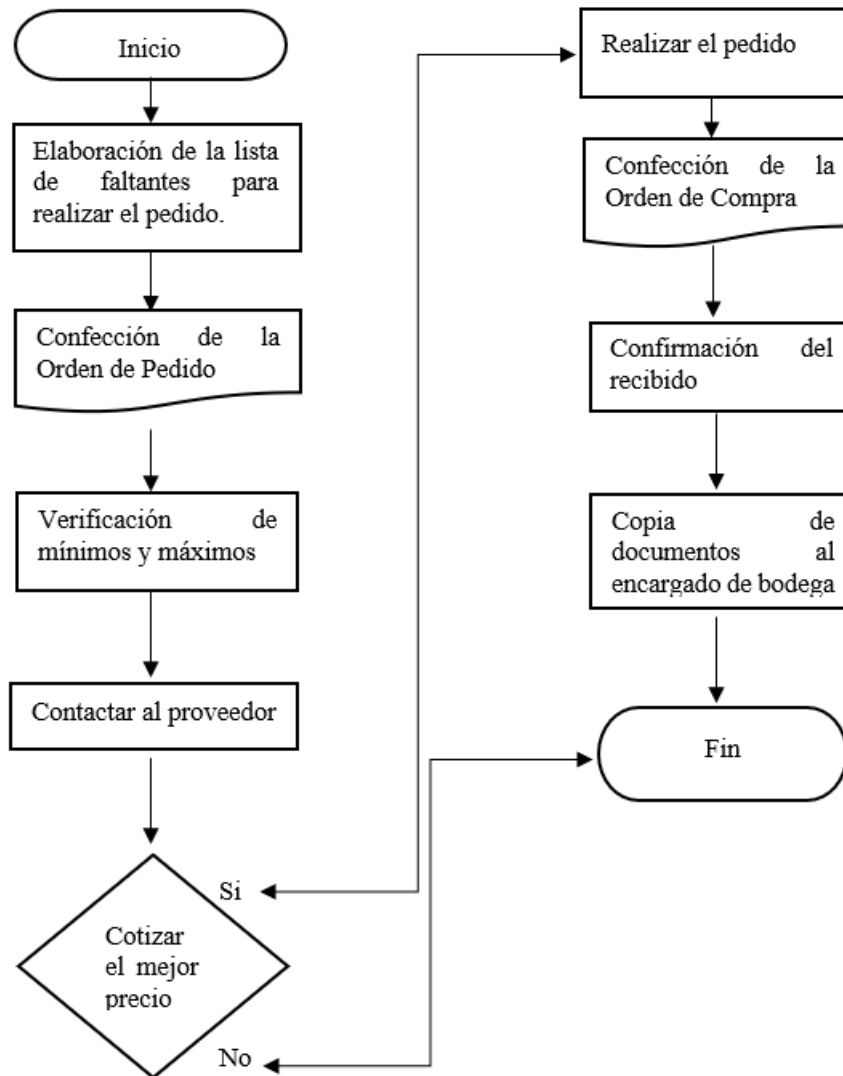 Inicio
Elaboración de la lista
de faltantes para
realizar el pedido.
Confección de la
Orden de Pedido
Verificación de
mínimos y máximos
Contactar al proveedor
Si
Cotizar
el mejor
precio
No
Realizar el pedido
Confección de la
Orden de Compra
Confirmación del
recibido
Copia de
documentos al
encargado de bodega
Fin